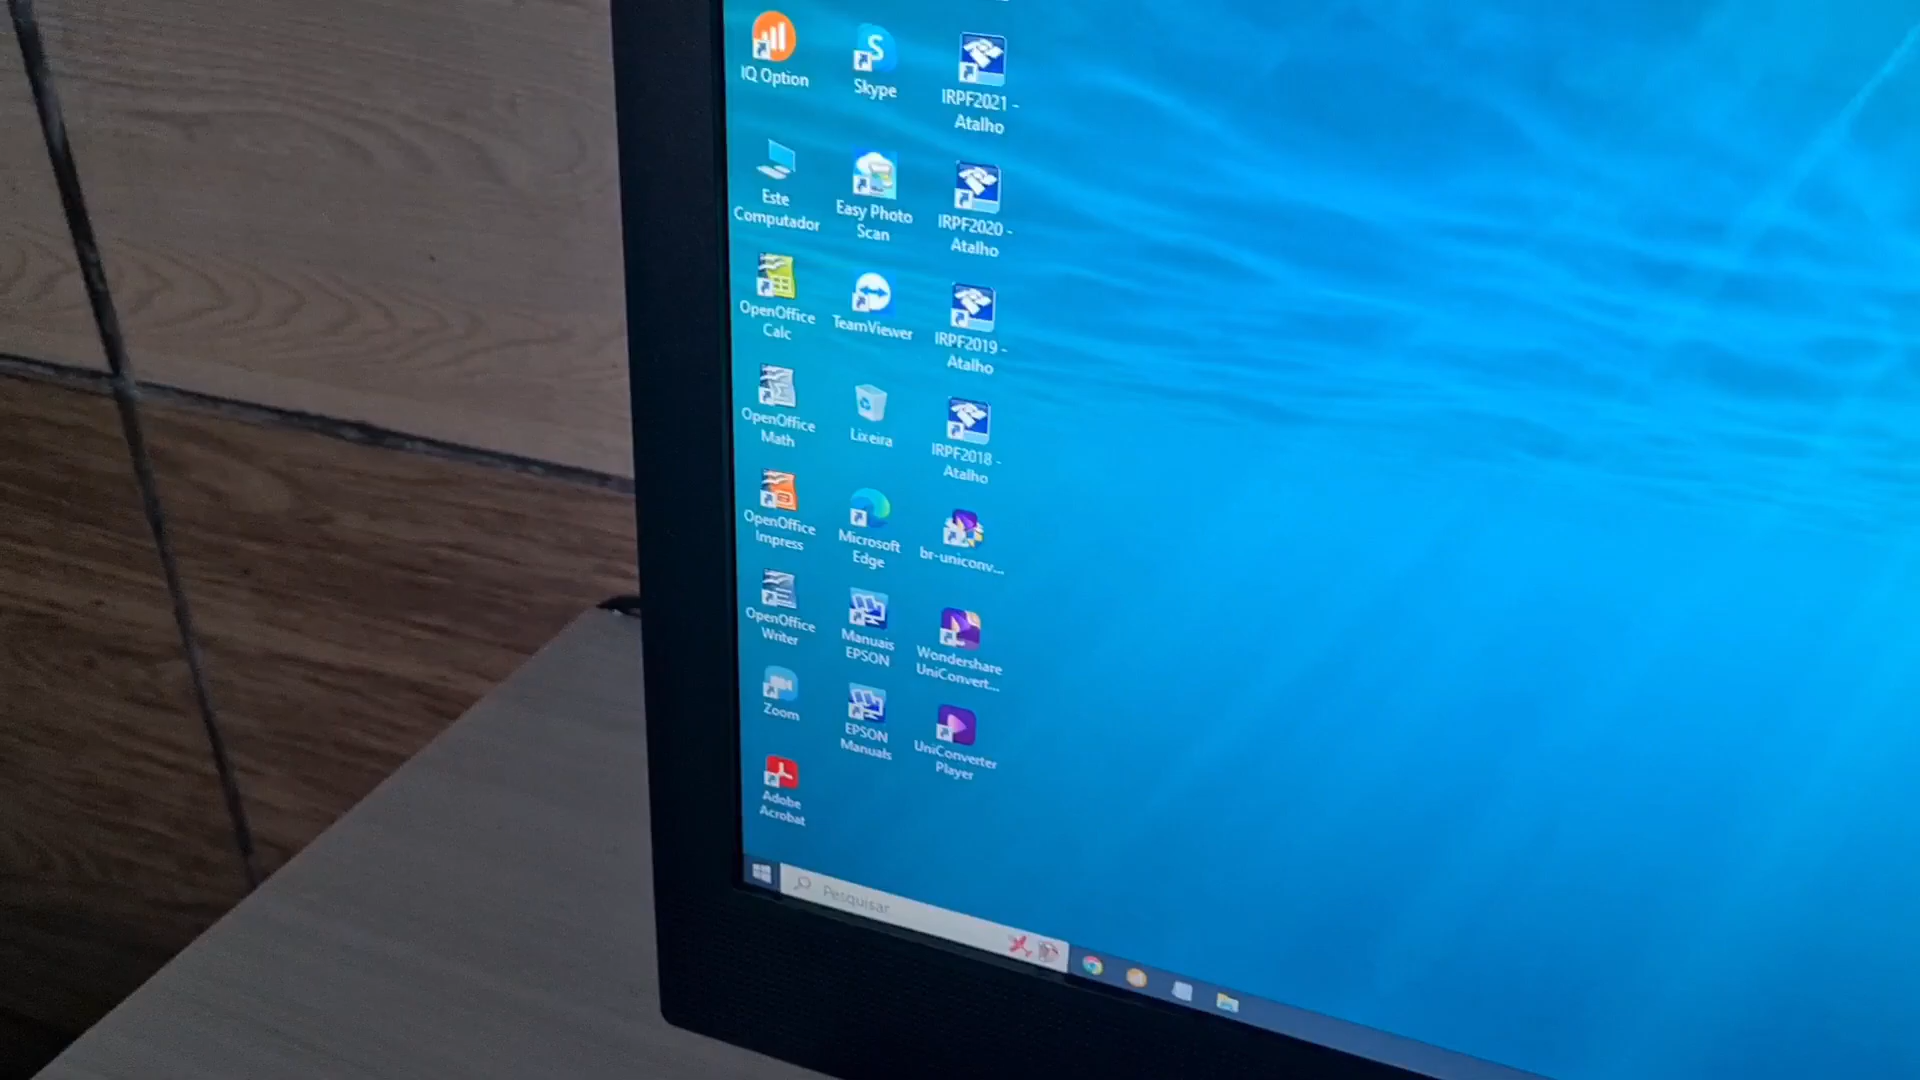 IQ Option
Este
Computador
OpenOffice
Calc
OpenOffice
Math
OpenOffice
Impress
OpenOffice
Writer
Zoom
Adobe
Acrobat
S
Skype
Easy Photo
Scan
TeamViewer
Lixeira
Microsoft
Edge
Manuais
EPSON
EPSON
Manuals
IRPF2021 -
Atalho
IRPF2020 -
Atalho
IRPF2019 -
Atalho
IRPF2018 -
Atalho
br-uniconv...
Wondershare
UniConvert...
UniConverter
Player
Pesquisar